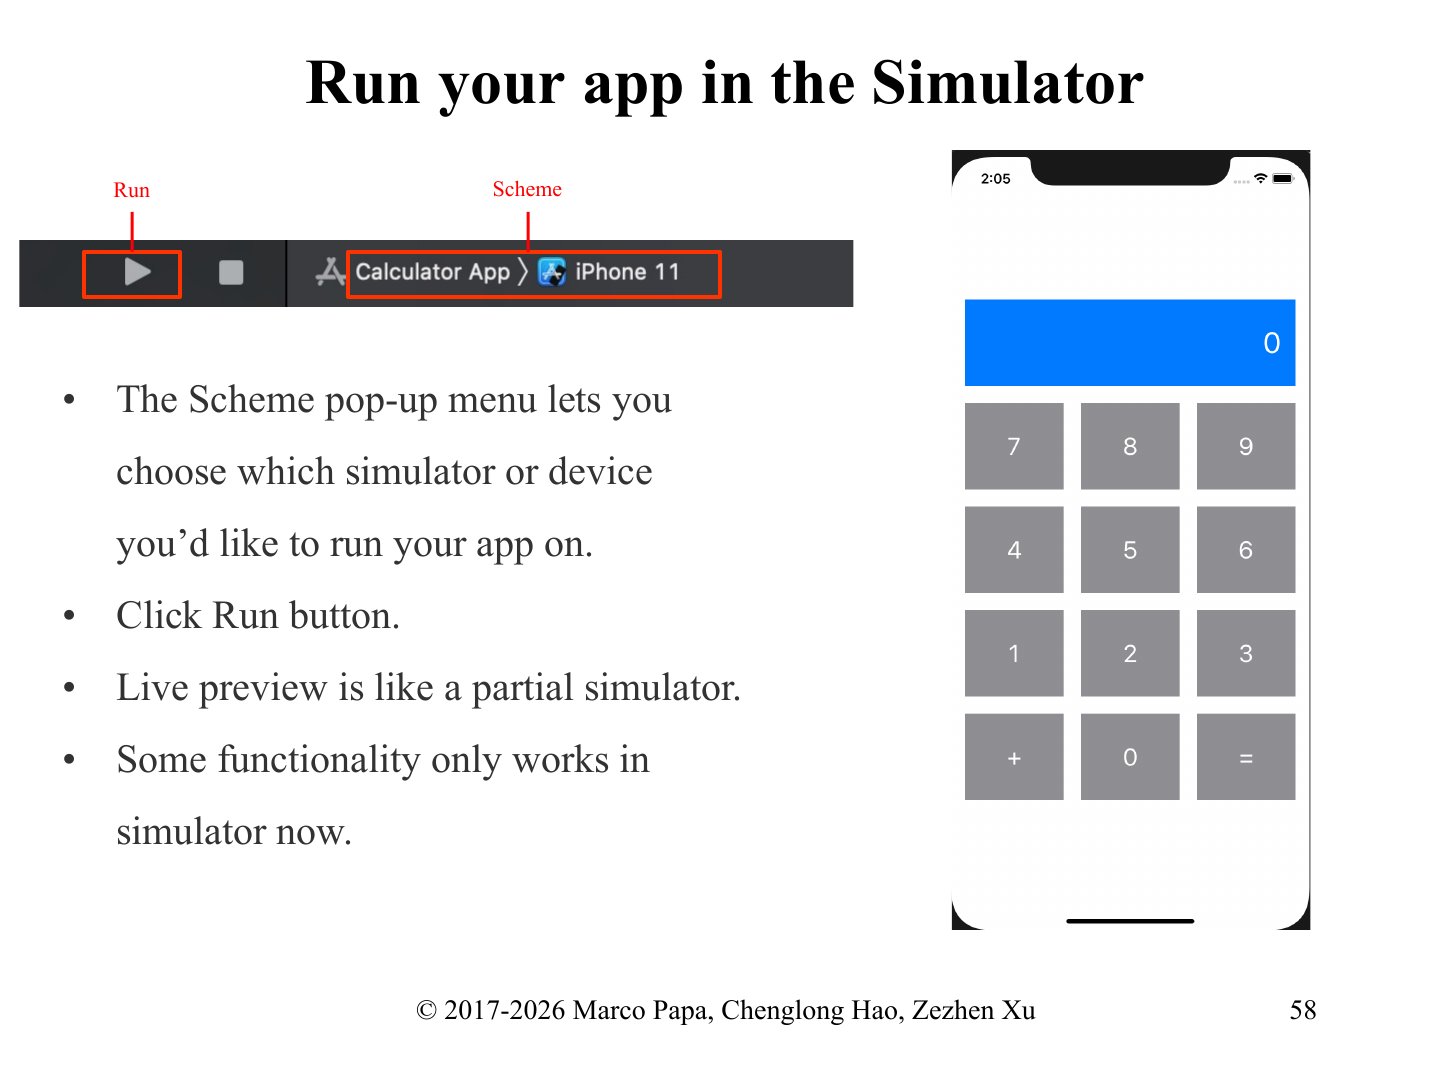 Run your app in the Simulator
Run
Scheme
Calculator App 〉 iPhone 11
• The Scheme pop-up menu lets you
choose which simulator or device
you’d like to run your app on.
• Click Run button.
• Live preview is like a partial simulator.
• Some functionality only works in
simulator now.
2:05
0
7 8 9
4 5 6
1 2 3
+ 0 =
© 2017-2026 Marco Papa, Chenglong Hao, Zezhen Xu
58